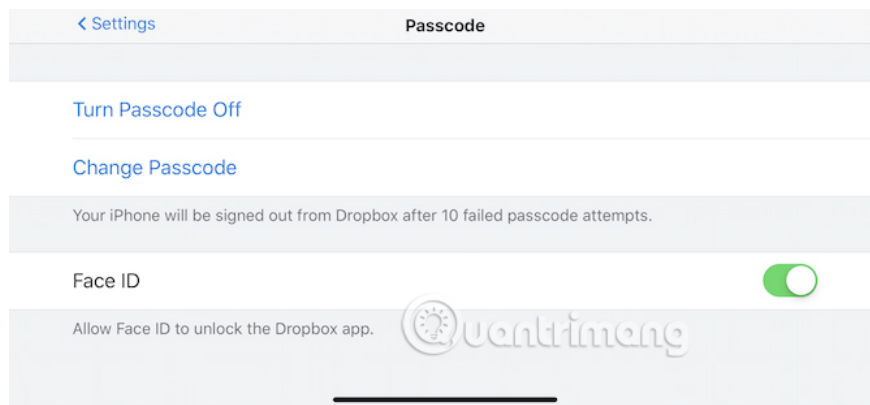 Settings
Passcode
Turn Passcode Off
Change Passcode
Your iPhone will be signed out from Dropbox after 10 failed passcode attempts.
Face ID
Allow Face ID to unlock the Dropbox app.
Quantrimang